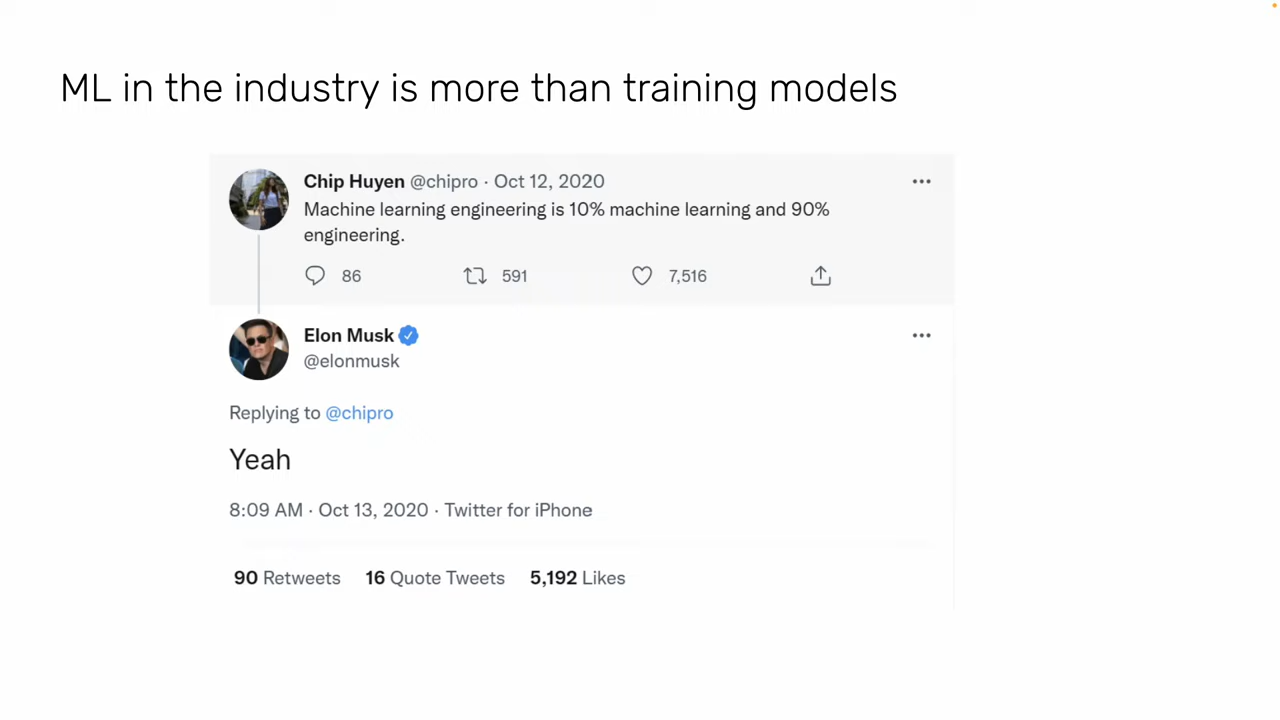 ML in the industry is more than training models
Chip Huyen @chipro · Oct 12, 2020
Machine learning engineering is 10% machine learning and 90%
engineering.
86 591 7,516
Elon Musk
@elonmusk
Replying to @chipro
Yeah
8:09 AM · Oct 13, 2020 · Twitter for iPhone
90 Retweets 16 Quote Tweets 5,192 Likes